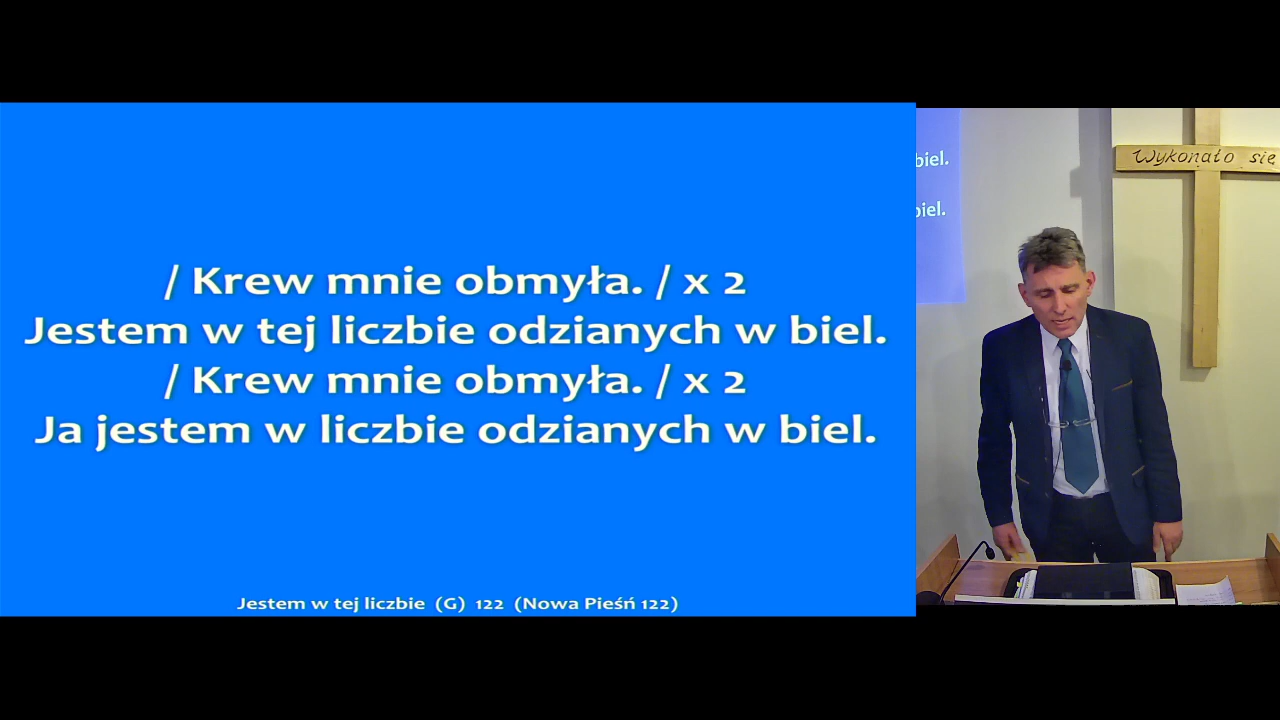 / Krew mnie obmyła. / x 2
Jestem w tej liczbie odzianych w biel.
/ Krew mnie obmyła. / x 2
Ja jestem w liczbie odzianych w biel.
Jestem w tej liczbie (G) 122 (Nowa Pieśń 122)
biel.
biel.
Wykonało się